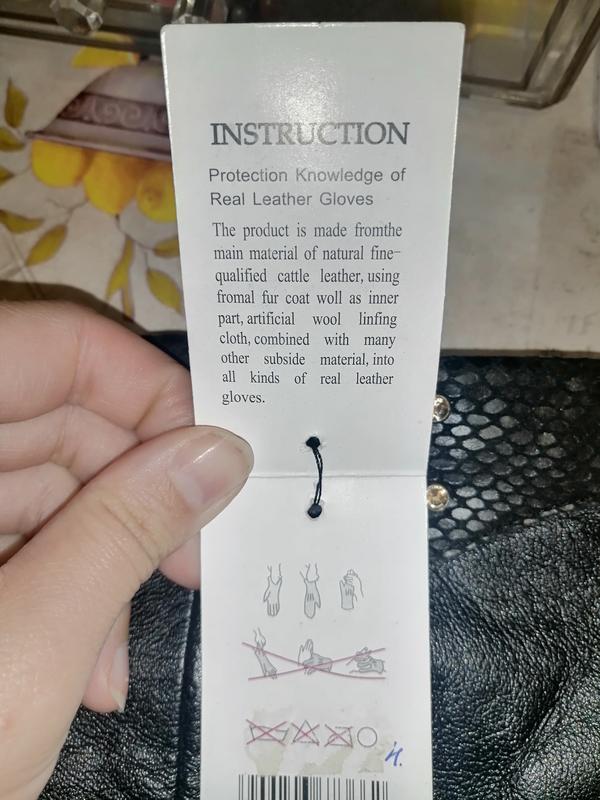 INSTRUCTION
Protection Knowledge of
Real Leather Gloves
The product is made fromthe
main material of natural fine-
qualified cattle leather, using
fromal fur coat woll as inner
part, artificial wool linfing
cloth, combined with many
other subside material, into
all kinds of real leather
gloves.